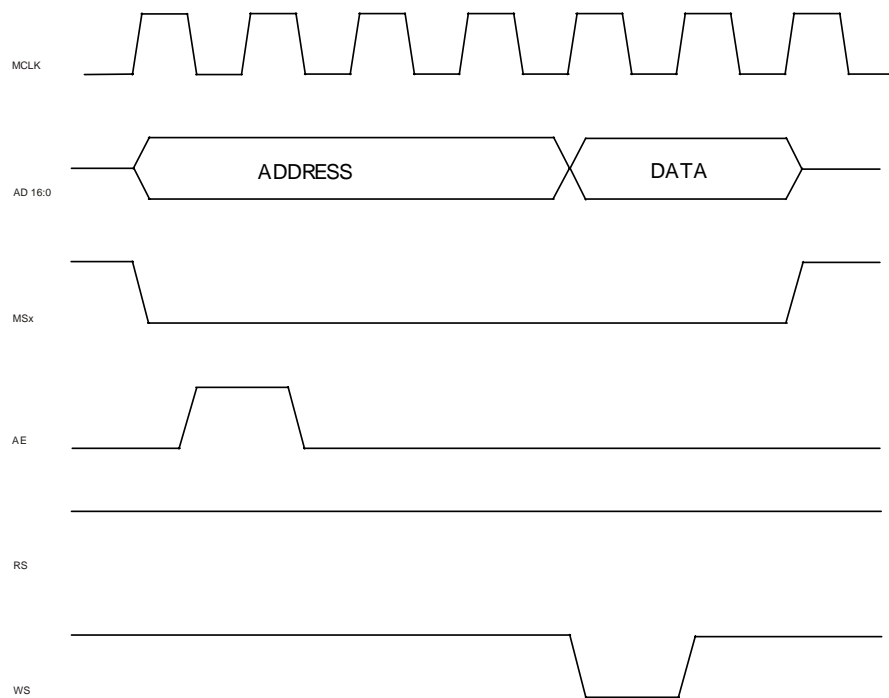 MCLK
ADDRESS
DATA
AD 16:0
MSx
AE
RS
WS